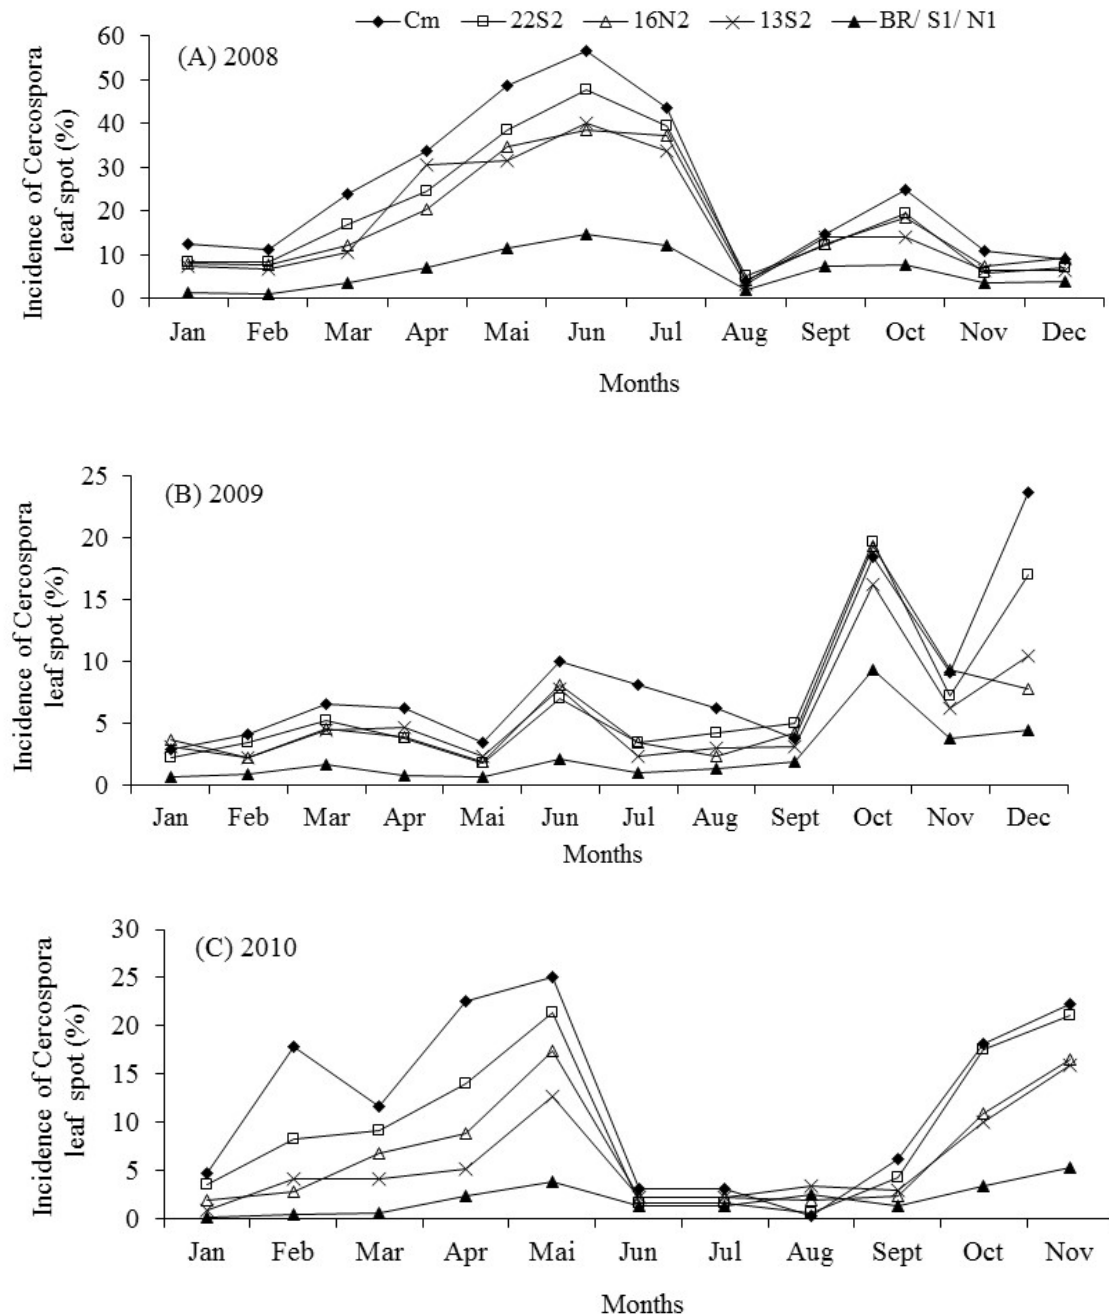 Cm 22S2 16N2 13S2 BR/ S1/ N1
(A) 2008
Incidence of Cercospora
leaf spot (%)
60
50
40
30
20
10
0
Jan Feb Mar Apr Mai Jun Jul Aug Sept Oct Nov Dec
Months
(B) 2009
Incidence of Cercospora
leaf spot (%)
25
20
15
10
5
0
Jan Feb Mar Apr Mai Jun Jul Aug Sept Oct Nov Dec
Months
(C) 2010
Incidence of Cercospora
leaf spot (%)
30
25
20
15
10
5
0
Jan Feb Mar Apr Mai Jun Jul Aug Sept Oct Nov
Months